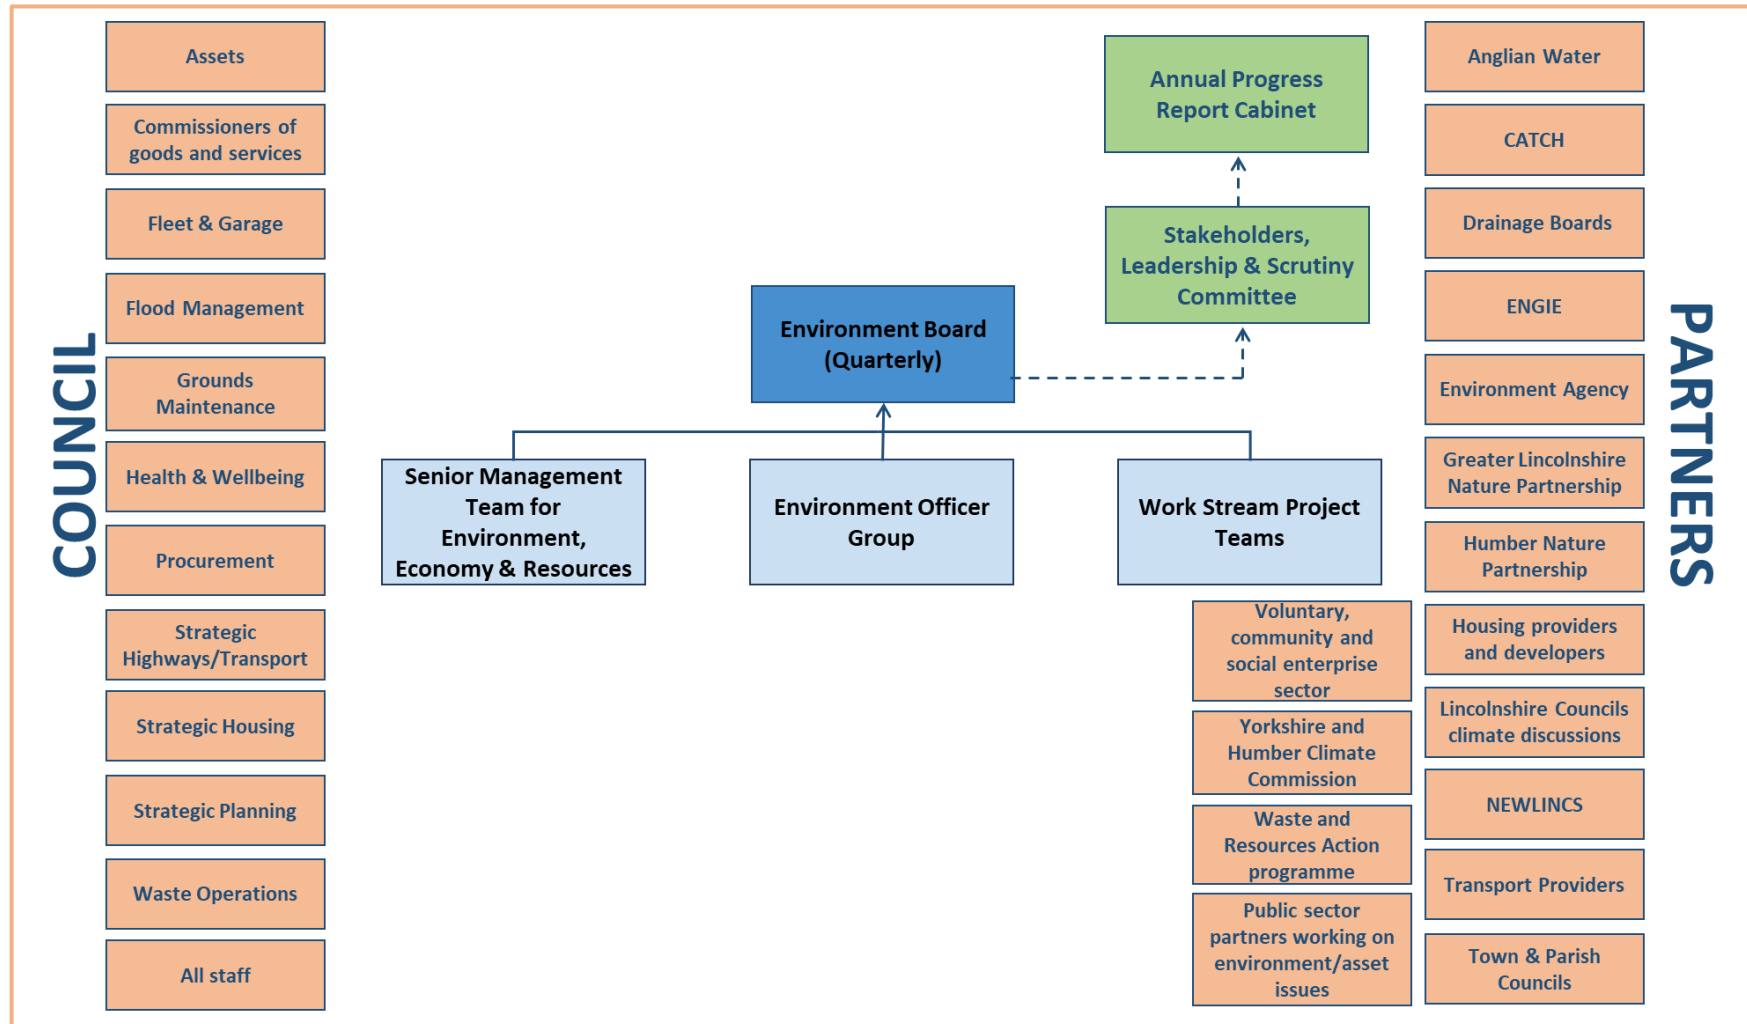 COUNCIL
Assets
Commissioners of
goods and services
Fleet & Garage
Flood Management
Grounds
Maintenance
Health & Wellbeing
Procurement
Strategic
Highways/Transport
Strategic Housing
Strategic Planning
Waste Operations
All staff
Annual Progress
Report Cabinet
Stakeholders,
Leadership & Scrutiny
Committee
Environment Board
(Quarterly)
Senior Management
Team for
Environment,
Economy & Resources
Environment Officer
Group
Work Stream Project
Teams
Voluntary,
community and
social enterprise
sector
Yorkshire and
Humber Climate
Commission
Waste and
Resources Action
programme
Public sector
partners working on
environment/asset
issues
Anglian Water
CATCH
Drainage Boards
ENGIE
Environment Agency
Greater Lincolnshire
Nature Partnership
Humber Nature
Partnership
Housing providers
and developers
Lincolnshire Councils
climate discussions
NEWLINCS
Transport Providers
Town & Parish
Councils
PARTNERS